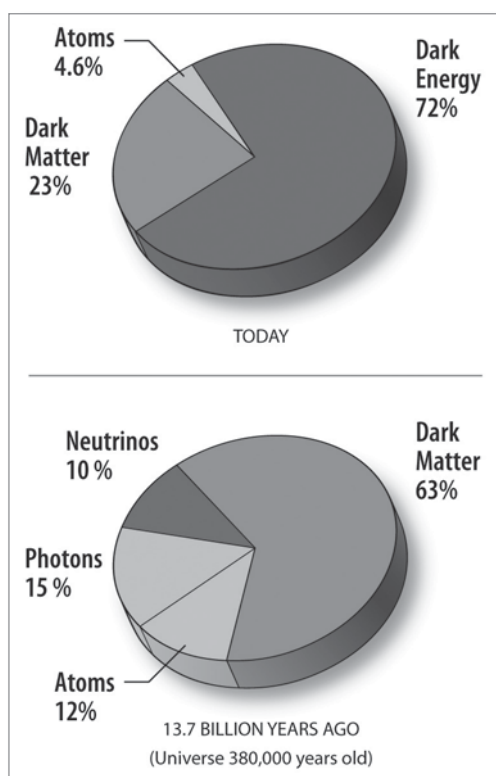 Atoms
4.6%
Dark
Energy
72%
Dark
Matter
23%
TODAY
Neutrinos
10 %
Dark
Matter
63%
Photons
15 %
Atoms
12%
13.7 BILLION YEARS AGO
(Universe 380,000 years old)